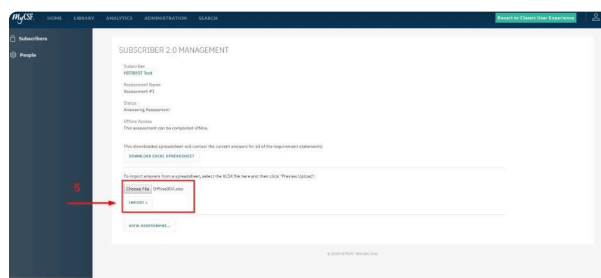 MyCSF HOME LIBRARY ANALYTICS ADMINISTRATION SEARCH Revert to Classic User Experience
Subscribers
People
SUBSCRIBER 2.0 MANAGEMENT
Subscriber
HITRUST Test
Assessment Name
Assessment #1
Status
Answering Assessment
Offline Access
This assessment can be completed offline.
This downloaded spreadsheet will contain the current answers for all of the requirement statements:
DOWNLOAD EXCEL SPREADSHEET
To import answers from a spreadsheet, select the XLSX file here and then click "Preview Upload":
5
Choose File
IMPORT »
VIEW ASSESSMENT...